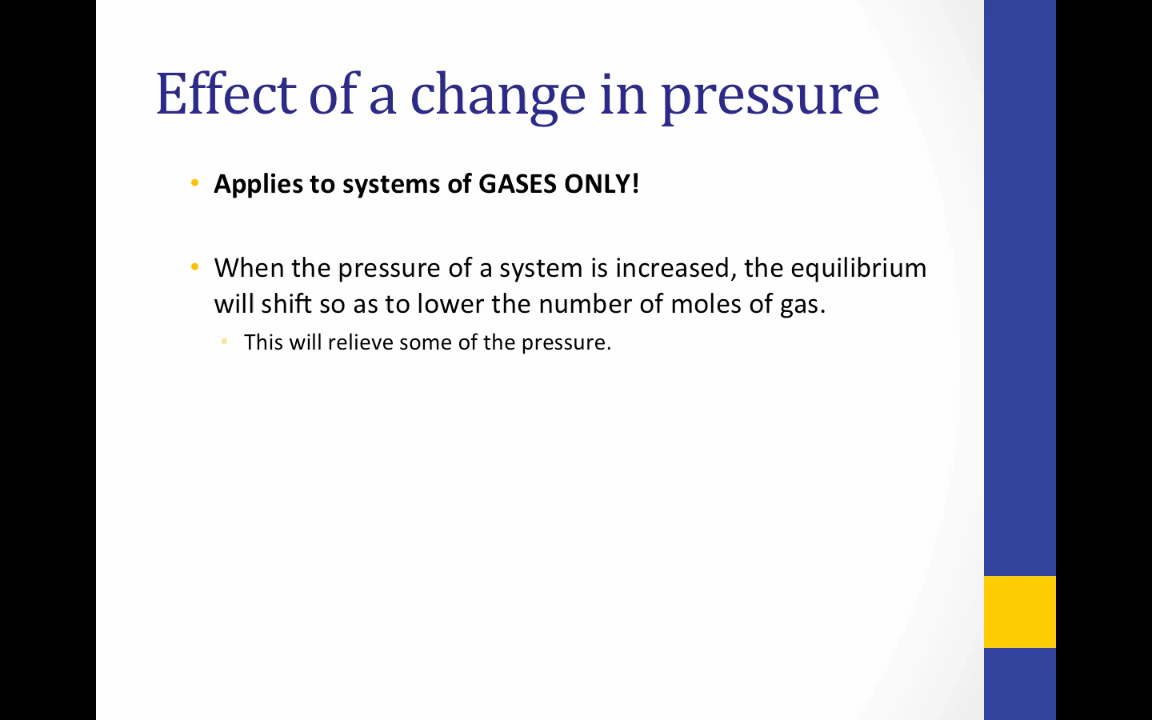 Effect of a change in pressure
• Applies to systems of GASES ONLY!
• When the pressure of a system is increased, the equilibrium
will shift so as to lower the number of moles of gas.
• This will relieve some of the pressure.